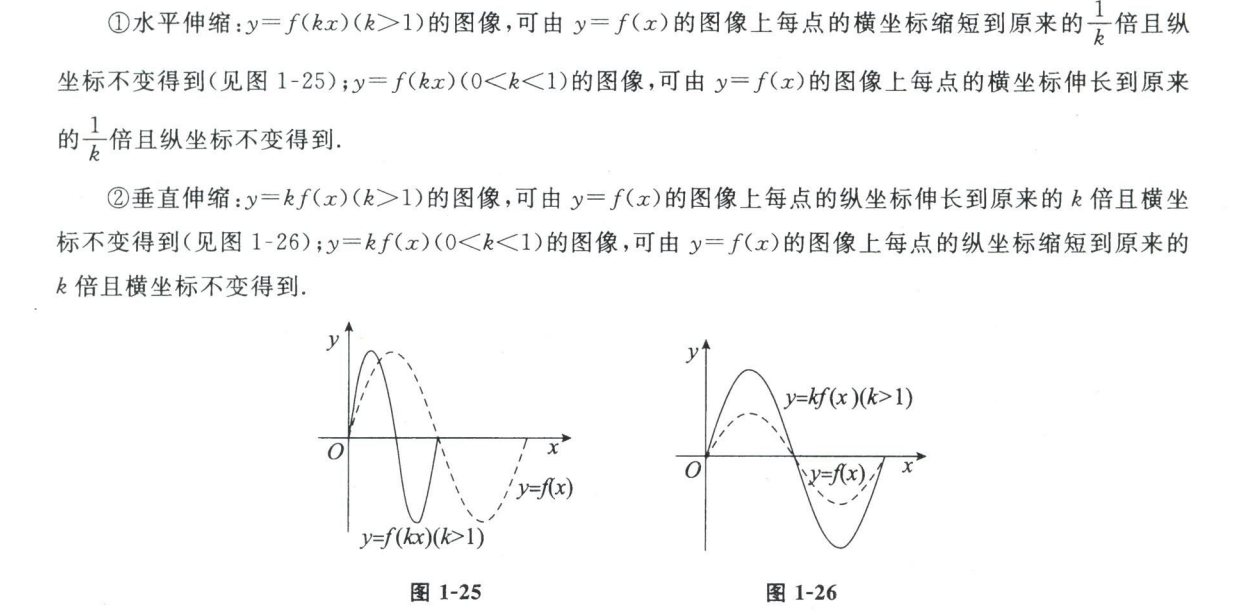 ①水平伸缩:y=f(kx)(k>1)的图像,可由 y=f(x)的图像上每点的横坐标缩短到原来的1/k倍且纵
坐标不变得到(见图 1-25);y=f(kx)(0<k<1)的图像,可由 y=f(x)的图像上每点的横坐标伸长到原来
的1/k倍且纵坐标不变得到.
②垂直伸缩:y=kf(x)(k>1)的图像,可由 y=f(x)的图像上每点的纵坐标伸长到原来的 k 倍且横坐
标不变得到(见图 1-26);y=kf(x)(0<k<1)的图像,可由 y=f(x)的图像上每点的纵坐标缩短到原来的
k 倍且横坐标不变得到.
y
O
x
y=f(x)
y=f(kx)(k>1)
图 1-25
y
y=kf(x)(k>1)
O
y=f(x)
x
图 1-26